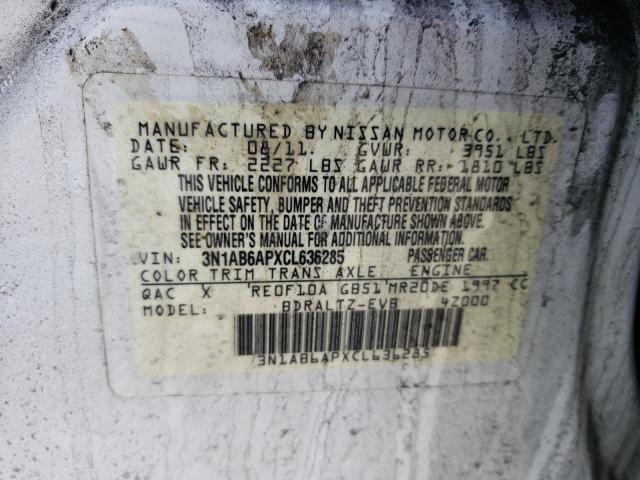 MANUFACTURED BY NISSAN MOTOR CO., LTD.
DATE: 08/11. GVWR: 3951 LBS
GAWR FR: 2227 LBS GAWR RR: 1810 LBS
THIS VEHICLE CONFORMS TO ALL APPLICABLE FEDERAL MOTOR
VEHICLE SAFETY, BUMPER AND THEFT PREVENTION STANDARDS
IN EFFECT ON THE DATE OF MANUFACTURE SHOWN ABOVE.
SEE OWNER'S MANUAL FOR ADDITIONAL INFORMATION
VIN: 3N1AB6APXCL636285 PASSENGER CAR.
COLOR TRIM TRANS AXLE ENGINE
QAC X RE0F10A GB51 MR20DE 1997 CC
MODEL: BDRALTZ-EVB 4Z000
3N1AB6APXCL636285